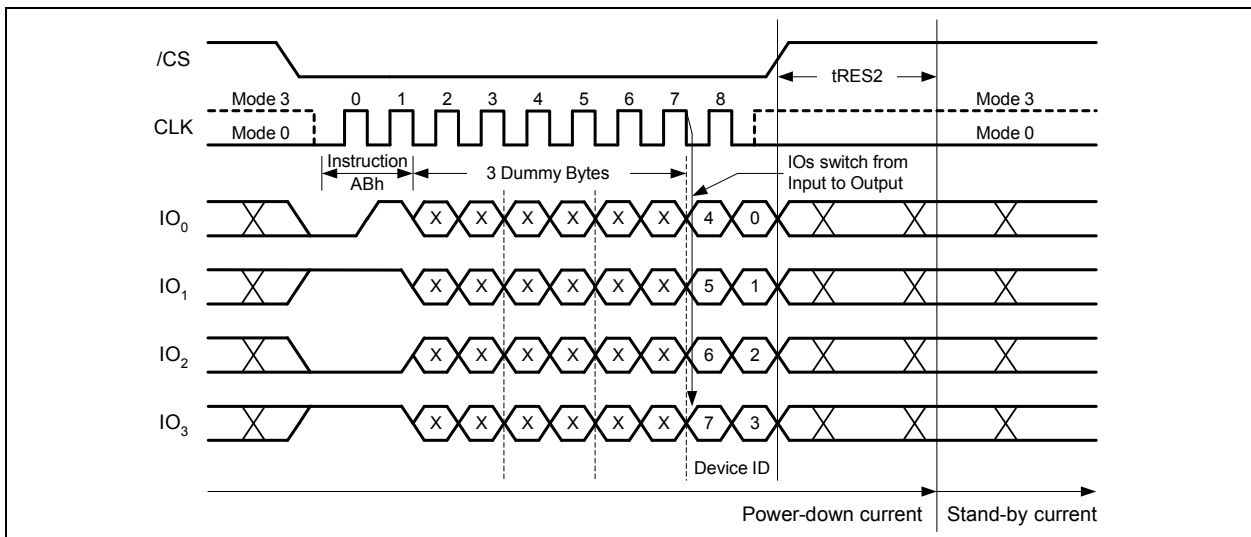 /CS
tRES2
Mode 3 0 1 2 3 4 5 6 7 8 Mode 3
CLK
Mode 0 Mode 0
Instruction
ABh
3 Dummy Bytes
IOs switch from
Input to Output
IO0 X X X X X X 4 0
IO1 X X X X X X 5 1
IO2 X X X X X X 6 2
IO3 X X X X X X 7 3
Device ID
Power-down current Stand-by current